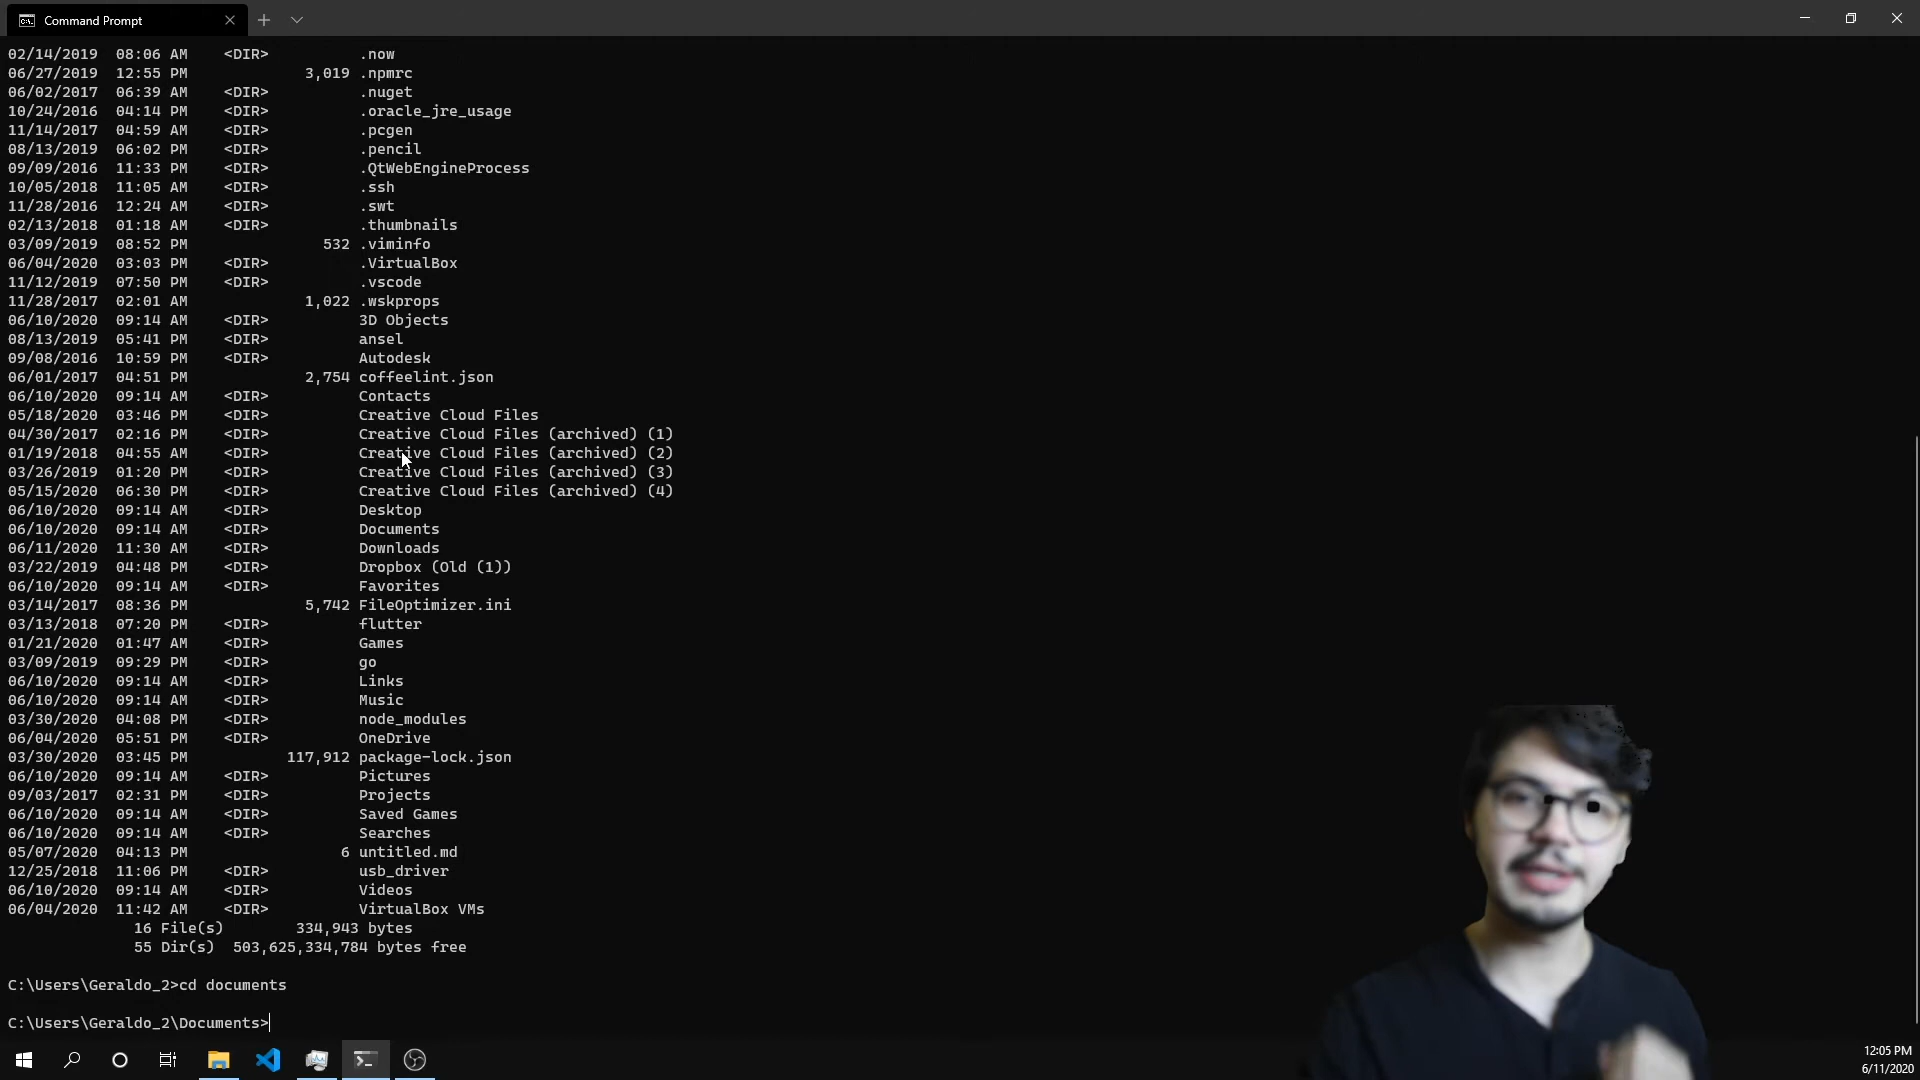 Command Prompt
02/14/2019  08:06 AM    <DIR>          .now
06/27/2019  12:55 PM             3,019 .npmrc
06/02/2017  06:39 AM    <DIR>          .nuget
10/24/2016  04:14 PM    <DIR>          .oracle_jre_usage
11/14/2017  04:59 AM    <DIR>          .pcgen
08/13/2019  06:02 PM    <DIR>          .pencil
09/09/2016  11:33 PM    <DIR>          .QtWebEngineProcess
10/05/2018  11:05 AM    <DIR>          .ssh
11/28/2016  12:24 AM    <DIR>          .swt
02/13/2018  01:18 AM    <DIR>          .thumbnails
03/09/2019  08:52 PM               532 .viminfo
06/04/2020  03:03 PM    <DIR>          .VirtualBox
11/12/2019  07:50 PM    <DIR>          .vscode
11/28/2017  02:01 AM             1,022 .wskprops
06/10/2020  09:14 AM    <DIR>          3D Objects
08/13/2019  05:41 PM    <DIR>          ansel
09/08/2016  10:59 PM    <DIR>          Autodesk
06/01/2017  04:51 PM             2,754 coffeelint.json
06/10/2020  09:14 AM    <DIR>          Contacts
05/18/2020  03:46 PM    <DIR>          Creative Cloud Files
04/30/2017  02:16 PM    <DIR>          Creative Cloud Files (archived) (1)
01/19/2018  04:55 AM    <DIR>          Creative Cloud Files (archived) (2)
03/26/2019  01:20 PM    <DIR>          Creative Cloud Files (archived) (3)
05/15/2020  06:30 PM    <DIR>          Creative Cloud Files (archived) (4)
06/10/2020  09:14 AM    <DIR>          Desktop
06/10/2020  09:14 AM    <DIR>          Documents
06/11/2020  11:30 AM    <DIR>          Downloads
03/22/2019  04:48 PM    <DIR>          Dropbox (Old (1))
06/10/2020  09:14 AM    <DIR>          Favorites
03/14/2017  08:36 PM             5,742 FileOptimizer.ini
03/13/2018  07:20 PM    <DIR>          flutter
01/21/2020  01:47 AM    <DIR>          Games
03/09/2019  09:29 PM    <DIR>          go
06/10/2020  09:14 AM    <DIR>          Links
06/10/2020  09:14 AM    <DIR>          Music
03/30/2020  04:08 PM    <DIR>          node_modules
06/04/2020  05:51 PM    <DIR>          OneDrive
03/30/2020  03:45 PM           117,912 package-lock.json
06/10/2020  09:14 AM    <DIR>          Pictures
09/03/2017  02:31 PM    <DIR>          Projects
06/10/2020  09:14 AM    <DIR>          Saved Games
06/10/2020  09:14 AM    <DIR>          Searches
05/07/2020  04:13 PM                 6 untitled.md
12/25/2018  11:06 PM    <DIR>          usb_driver
06/10/2020  09:14 AM    <DIR>          Videos
06/04/2020  11:42 AM    <DIR>          VirtualBox VMs
16 File(s)        334,943 bytes
55 Dir(s)  503,625,334,784 bytes free
C:\Users\Geraldo_2>cd documents
C:\Users\Geraldo_2\Documents>
12:05 PM
6/11/2020